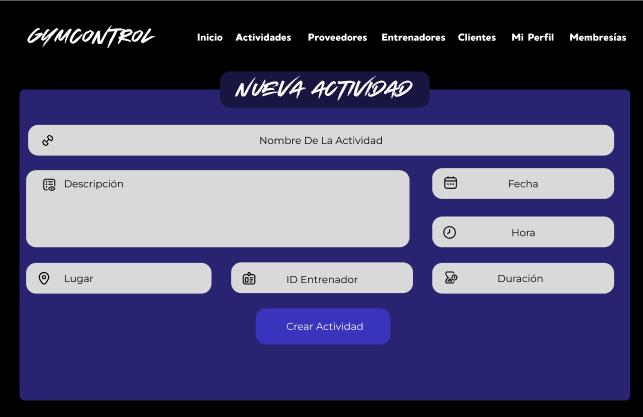 GYMCONTROL
Inicio Actividades Proveedores Entrenadores Clientes Mi Perfil Membresías
NUEVA ACTIVIDAD
Nombre De La Actividad
Descripción
Fecha
Hora
Lugar
ID Entrenador
Duración
Crear Actividad